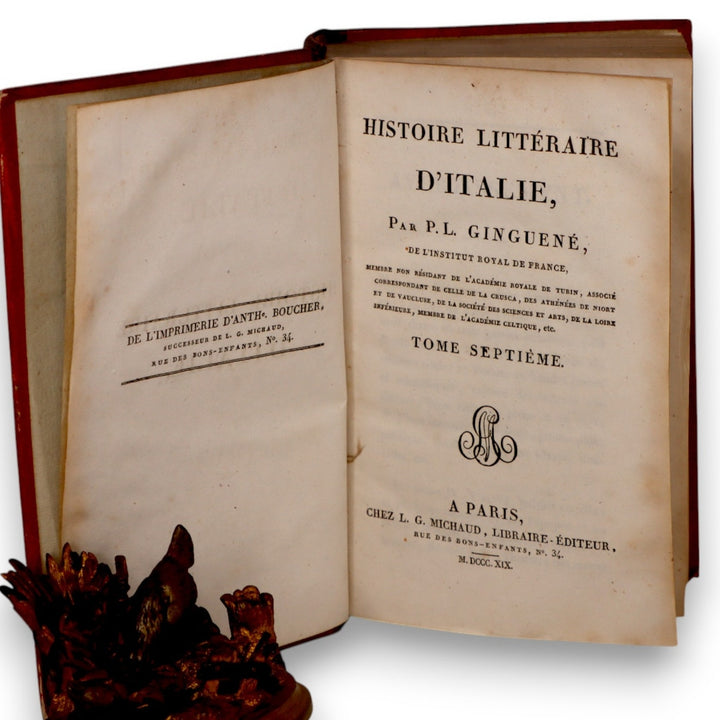 DE L'IMPRIMERIE D'ANTHe. BOUCHER,
SUCCESSEUR DE L. G. MICHAUD,
RUE DES BONS-ENFANTS, No. 34.
HISTOIRE LITTÉRAIRE
D'ITALIE,
PAR P. L. GINGUENÉ,
DE L'INSTITUT ROYAL DE FRANCE,
MEMBRE NON RÉSIDANT DE L'ACADÉMIE ROYALE DE TURIN, ASSOCIÉ
CORRESPONDANT DE CELLE DE LA CRUSCA, DES ATHÉNÉES DE NIORT
ET DE VAUCLUSE, DE LA SOCIÉTÉ DES SCIENCES ET ARTS, DE LA LOIRE
INFÉRIEURE, MEMBRE DE L'ACADÉMIE CELTIQUE, etc.
TOME SEPTIÈME.
A PARIS,
CHEZ L. G. MICHAUD, LIBRAIRE-ÉDITEUR,
RUE DES BONS-ENFANTS, No. 34.
M. DCCC. XIX.